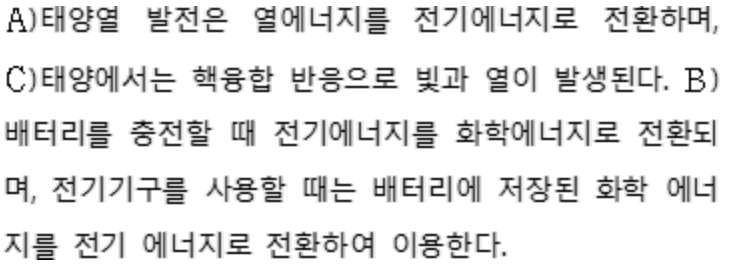 A)태양열 발전은 열에너지를 전기에너지로 전환하며,
C)태양에서는 핵융합 반응으로 빛과 열이 발생된다. B)
배터리를 충전할 때 전기에너지를 화학에너지로 전환되
며, 전기기구를 사용할 때는 배터리에 저장된 화학 에너
지를 전기 에너지로 전환하여 이용한다.